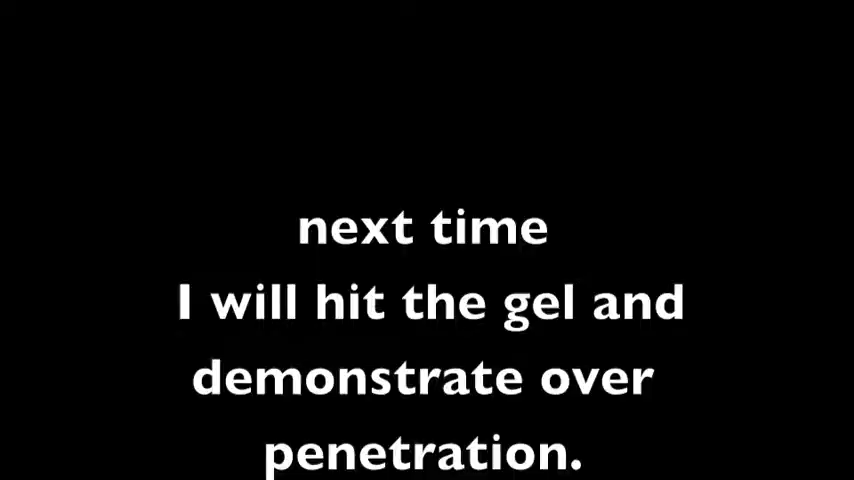 next time
I will hit the gel and
demonstrate over
penetration.